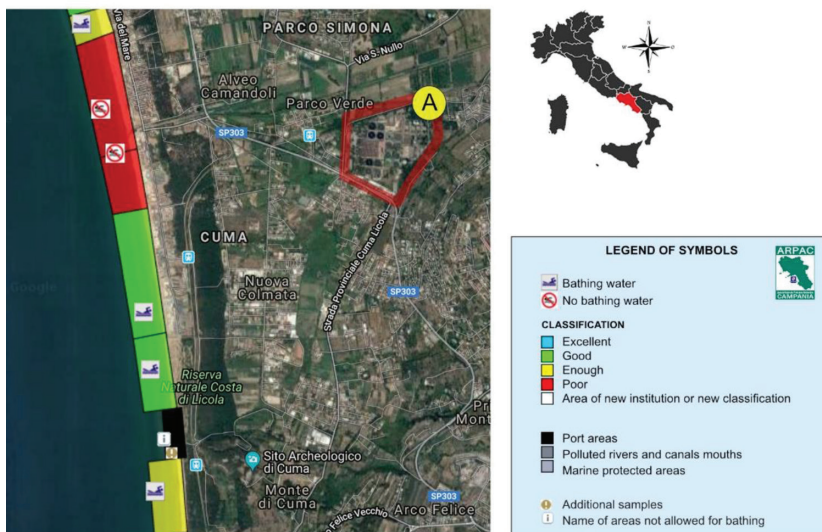 PARCO SIMONA
Via del Mare
Via S. Nullo
Alveo
Camandoli
Parco Verde
A
SP303
CUMA
Google
Nuova
Colmata
Strada Provinciale Cuma Licola
SP303
Riserva
Naturale Costa
di Licola
Sito Archeologico
di Cuma
Monte
di Cuma
SP303
Felice Vecchio
Arco Felice
N
S
LEGEND OF SYMBOLS
ARPAC
CAMPANIA
Bathing water
No bathing water
CLASSIFICATION
Excellent
Good
Enough
Poor
Area of new institution or new classification
Port areas
Polluted rivers and canals mouths
Marine protected areas
Additional samples
i Name of areas not allowed for bathing